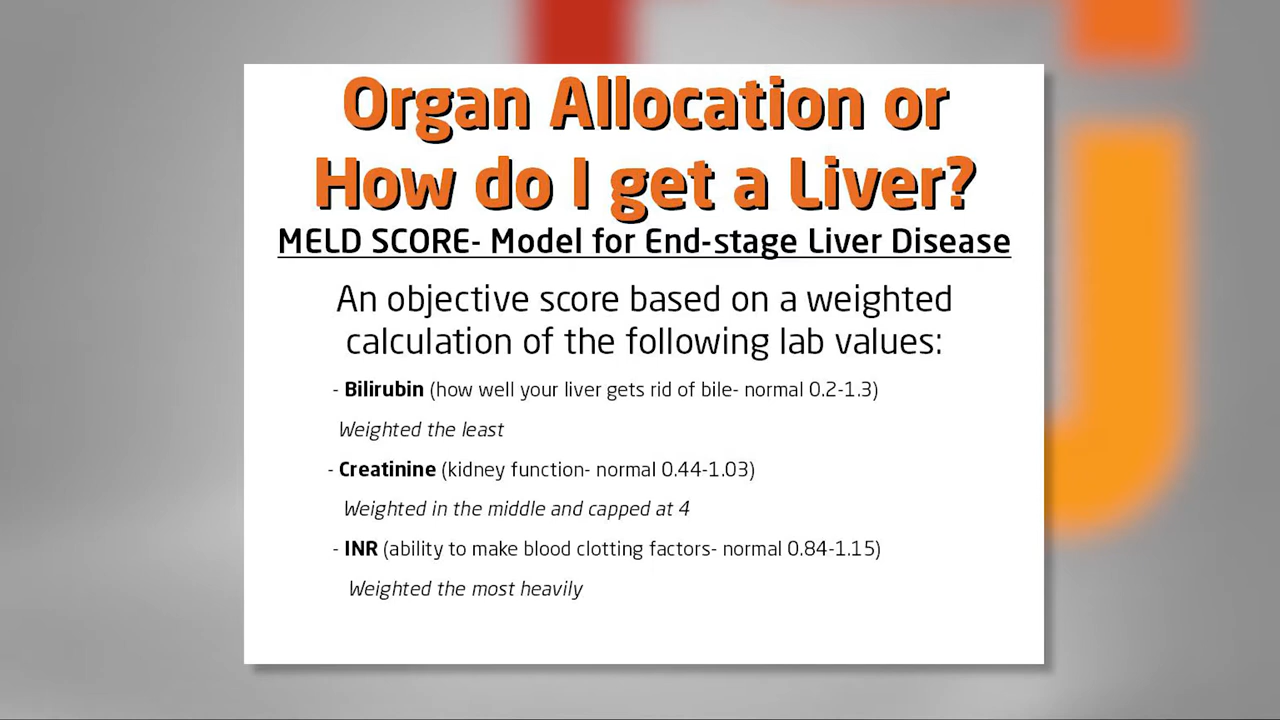 Organ Allocation or
How do I get a Liver?
MELD SCORE- Model for End-stage Liver Disease
An objective score based on a weighted
calculation of the following lab values:
- Bilirubin (how well your liver gets rid of bile- normal 0.2-1.3)
Weighted the least
- Creatinine (kidney function- normal 0.44-1.03)
Weighted in the middle and capped at 4
- INR (ability to make blood clotting factors- normal 0.84-1.15)
Weighted the most heavily